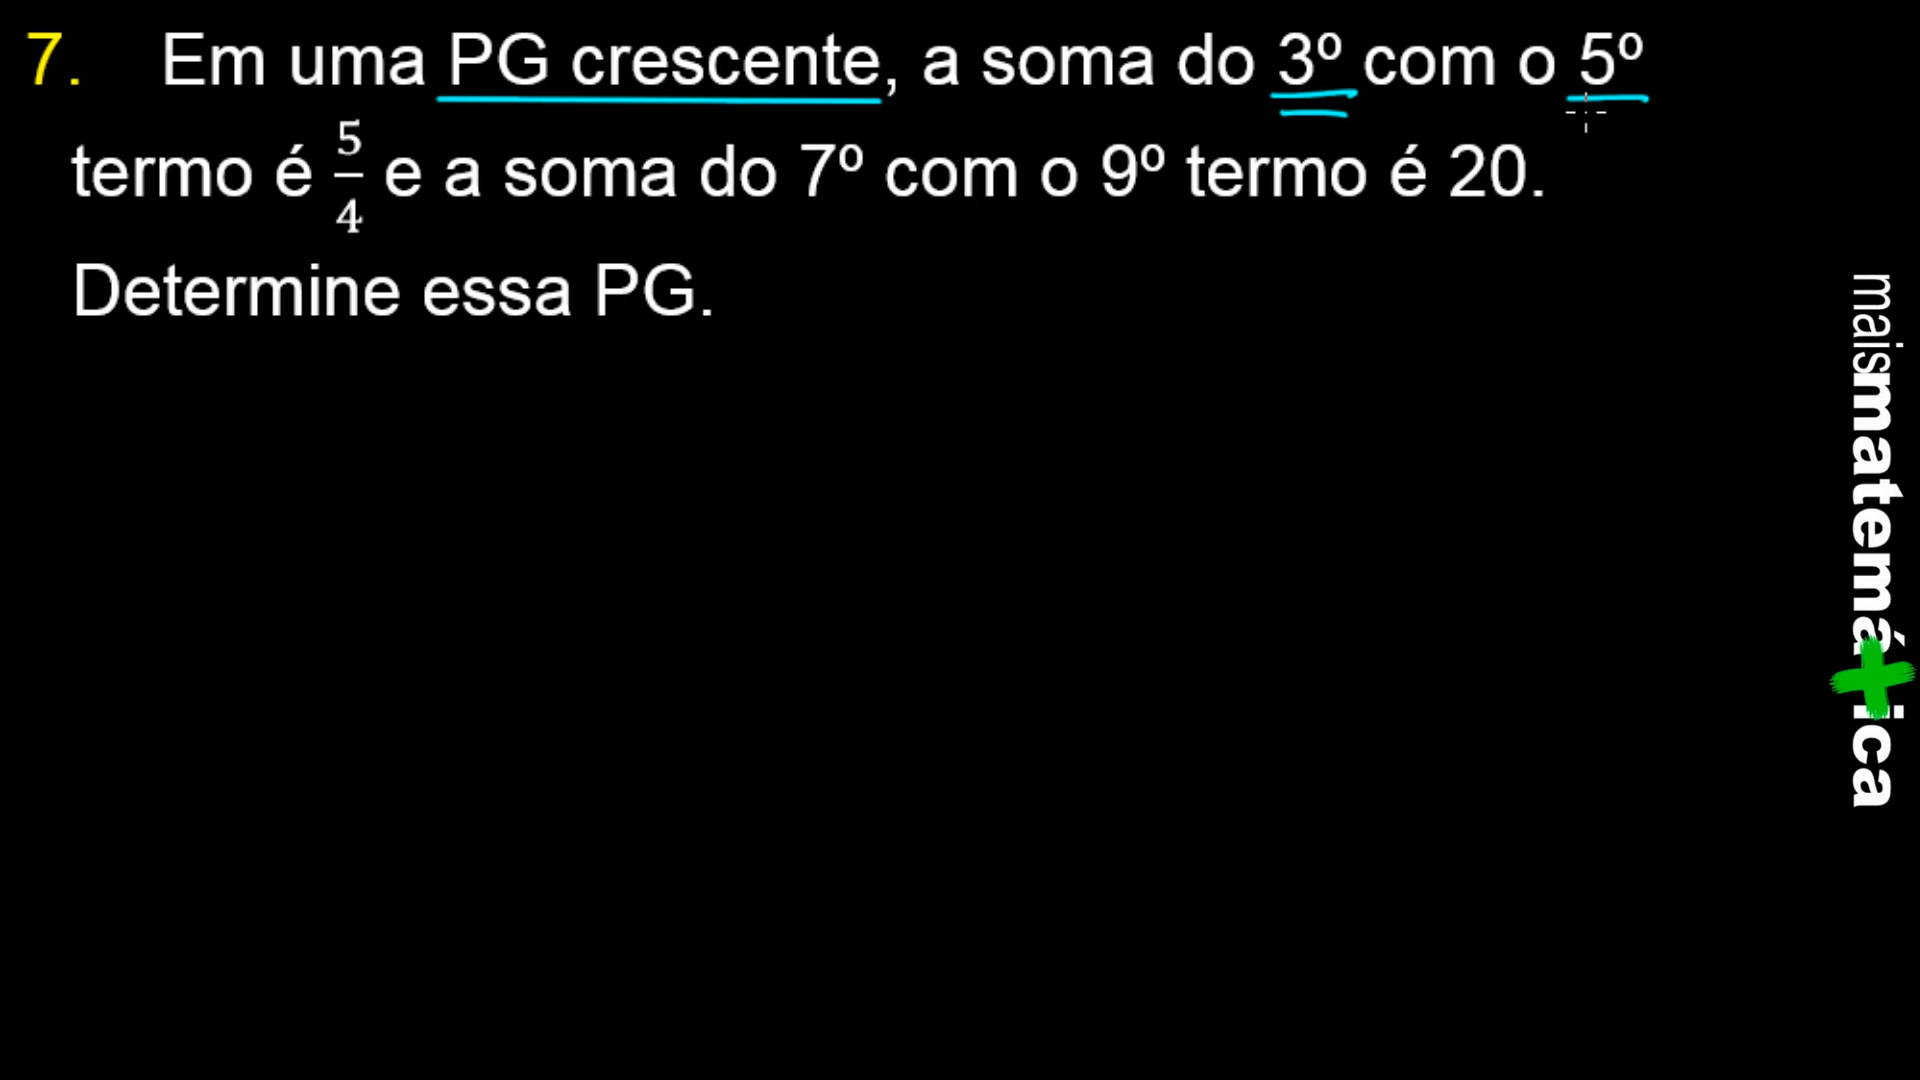 7. Em uma PG crescente, a soma do 3º com o 5º
termo é 5/4 e a soma do 7º com o 9º termo é 20.
Determine essa PG.
maismatemáica